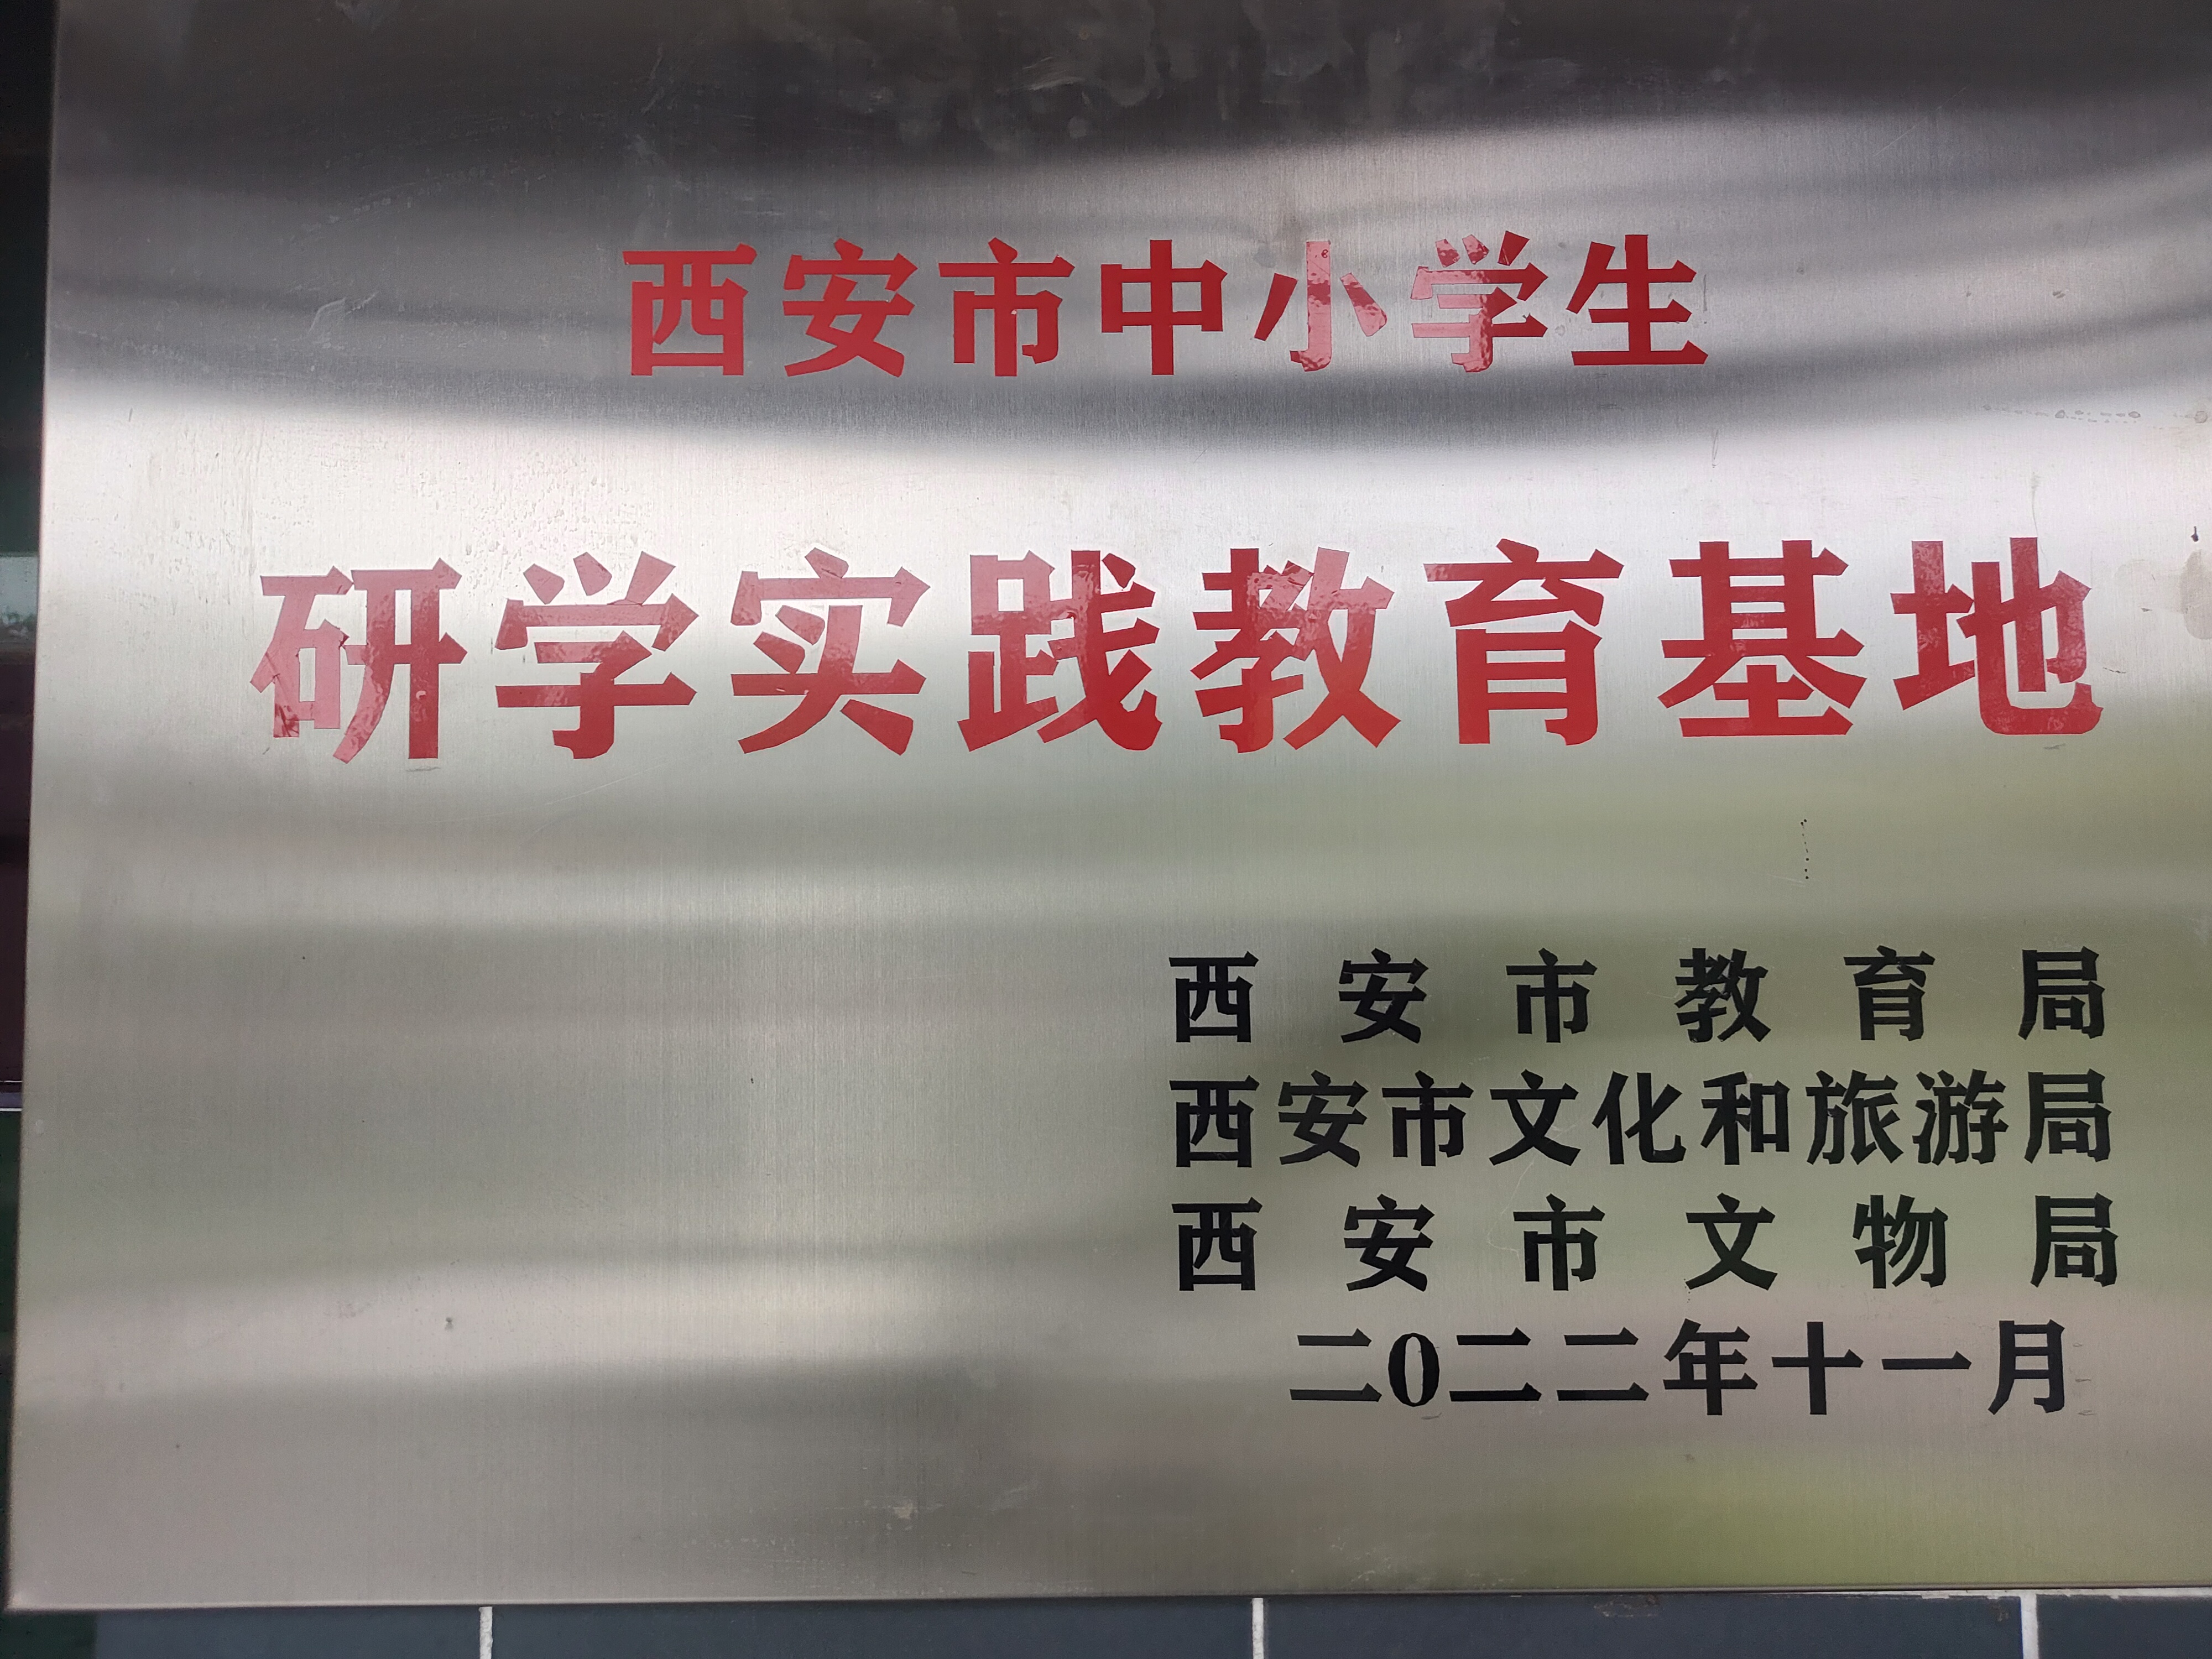 西安市中小学生
研学实践教育基地
西安市教育局
西安市文化和旅游局
西安市文物局
二0二二年十一月